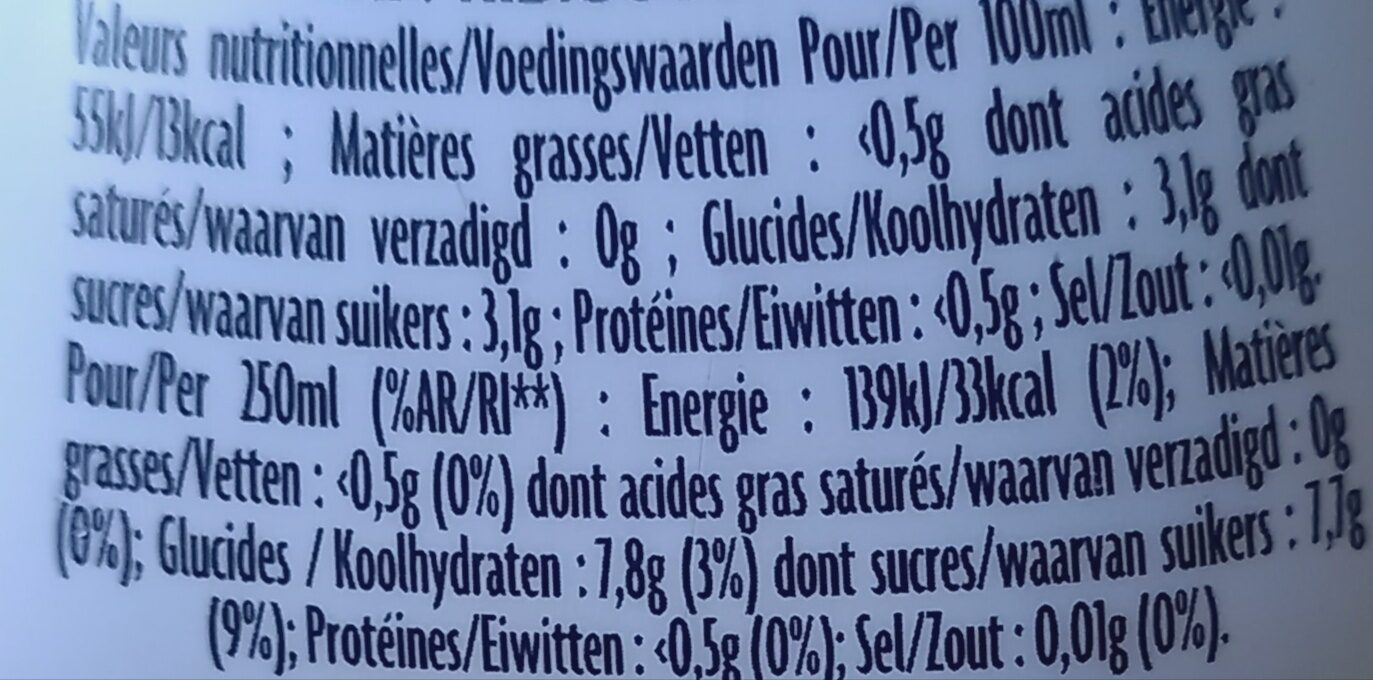 Valeurs nutritionnelles/Voedingswaarden Pour/Per 100ml : Energie :
55kJ/13kcal ; Matières grasses/Vetten : <0,5g dont acides gras
saturés/waarvan verzadigd : 0g ; Glucides/Koolhydraten : 3,1g dont
sucres/waarvan suikers : 3,1g ; Protéines/Eiwitten : <0,5g ; Sel/Zout : <0,01g.
Pour/Per 250ml (%AR/RI**) : Energie : 139kJ/33kcal (2%); Matières
grasses/Vetten : <0,5g (0%) dont acides gras saturés/waarvan verzadigd : 0g
(0%); Glucides / Koolhydraten : 7,8g (3%) dont sucres/waarvan suikers : 7,7g
(9%); Protéines/Eiwitten : <0,5g (0%); Sel/Zout : 0,01g (0%).